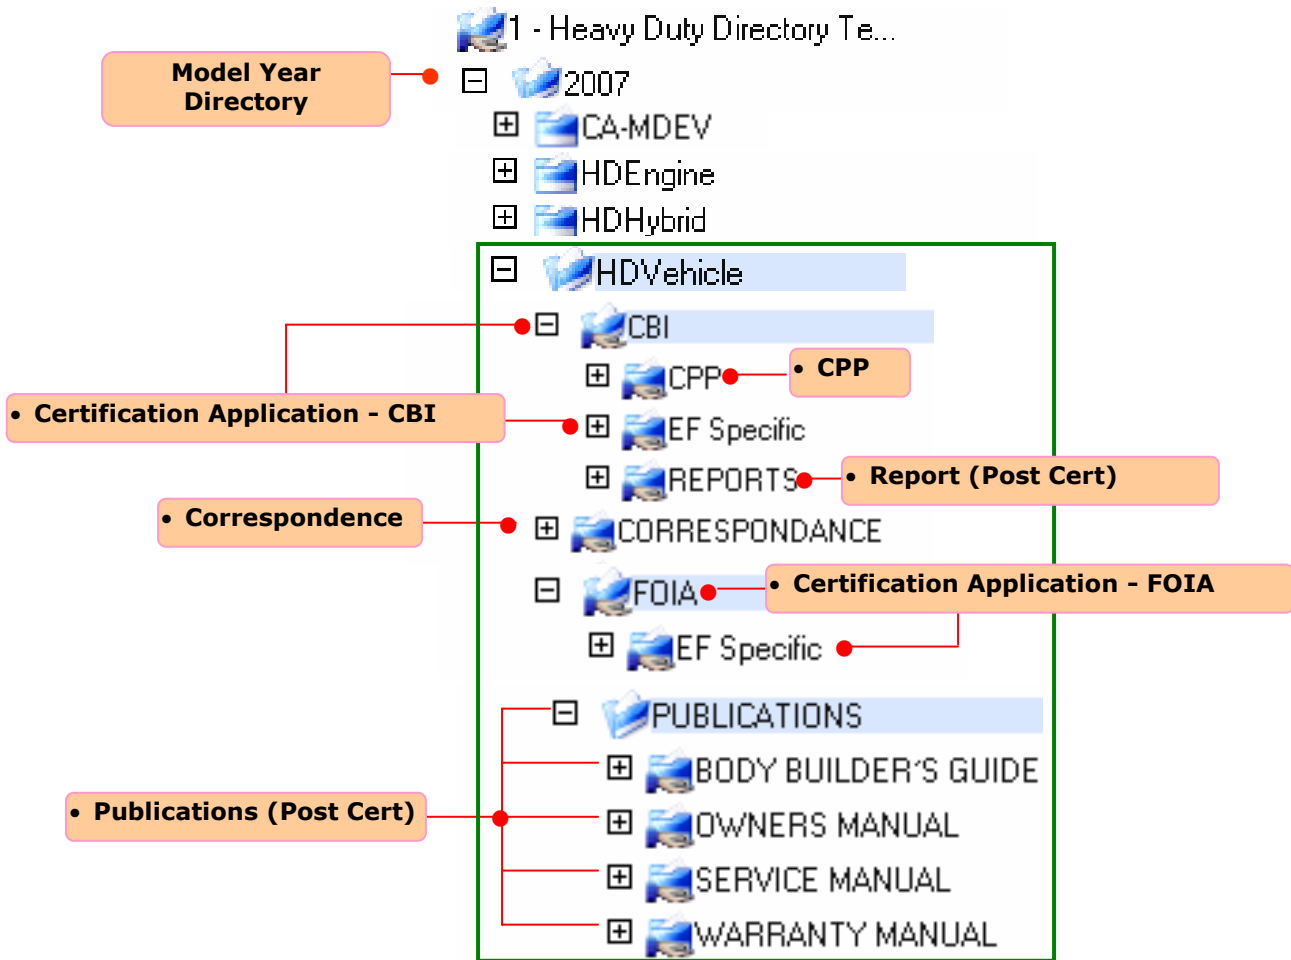 1 - Heavy Duty Directory Te...
Model Year
Directory
2007
CA-MDEV
HDEngine
HDHybrid
HDVehicle
CBI
CPP
• CPP
• Certification Application - CBI
EF Specific
REPORTS
• Report (Post Cert)
• Correspondence
CORRESPONDANCE
FOIA
• Certification Application - FOIA
EF Specific
PUBLICATIONS
BODY BUILDER'S GUIDE
• Publications (Post Cert)
OWNERS MANUAL
SERVICE MANUAL
WARRANTY MANUAL